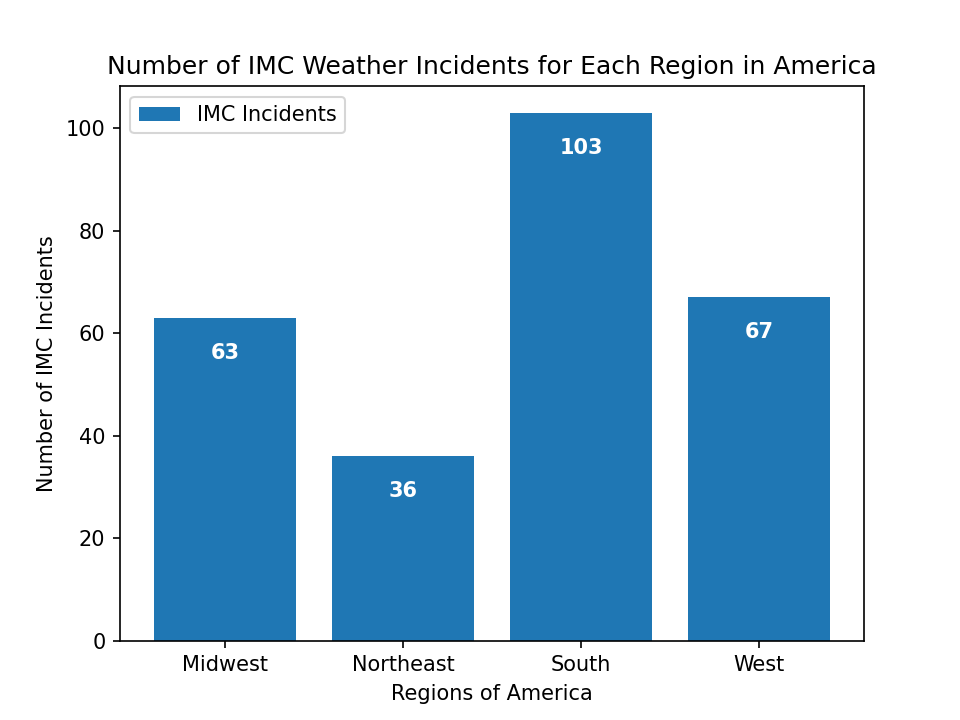 Number of IMC Weather Incidents for Each Region in America
IMC Incidents
Number of IMC Incidents
100
80
60
40
20
0
63
36
103
67
Midwest
Northeast
South
West
Regions of America